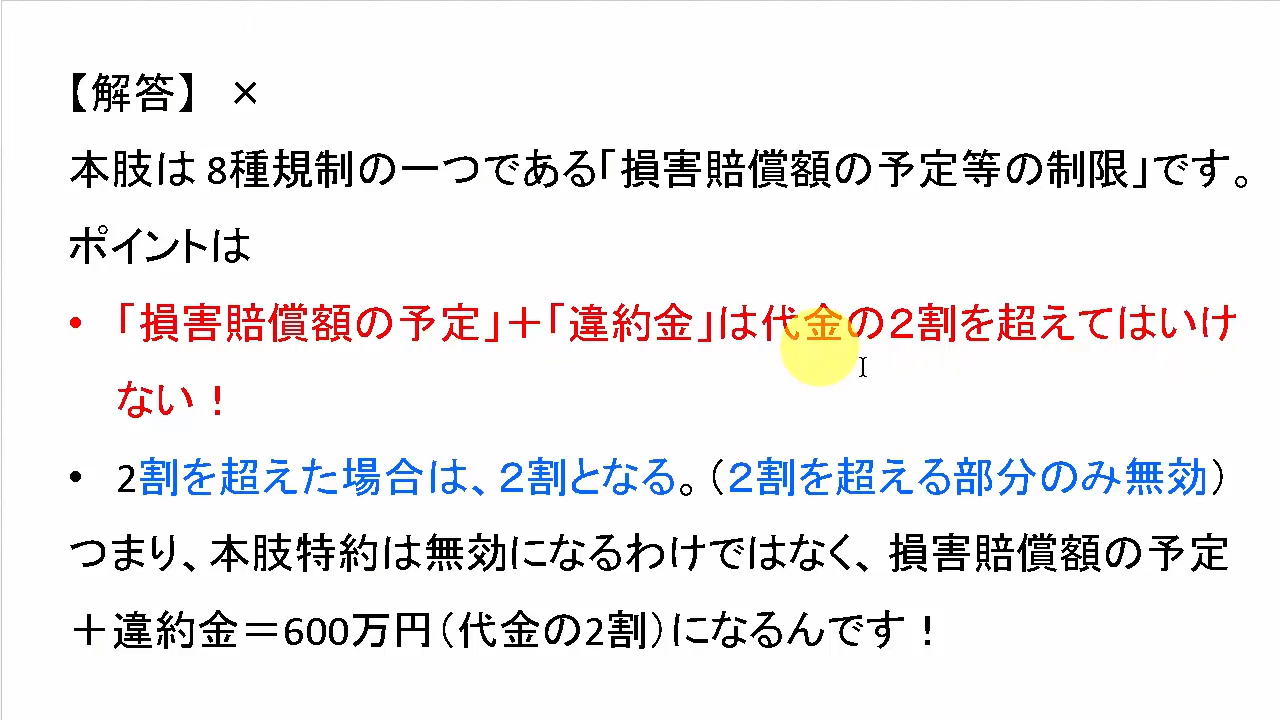 【解答】 ×
本肢は 8種規制の一つである「損害賠償額の予定等の制限」です。
ポイントは
• 「損害賠償額の予定」＋「違約金」は代金の２割を超えてはいけ
ない！
• 2割を超えた場合は、２割となる。（２割を超える部分のみ無効）
つまり、本肢特約は無効になるわけではなく、損害賠償額の予定
＋違約金＝600万円（代金の2割）になるんです！